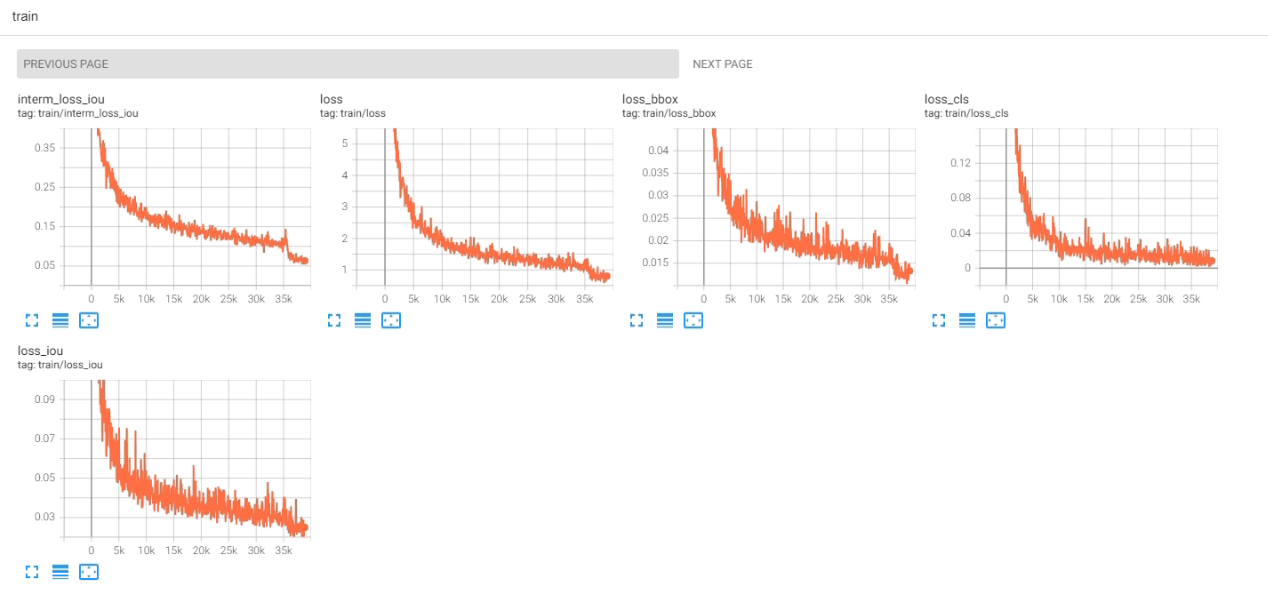 train
PREVIOUS PAGE NEXT PAGE
interm_loss_iou
tag: train/interm_loss_iou
0.35
0.25
0.15
0.05
0 5k 10k 15k 20k 25k 30k 35k
loss
tag: train/loss
5
4
3
2
1
0 5k 10k 15k 20k 25k 30k 35k
loss_bbox
tag: train/loss_bbox
0.04
0.035
0.03
0.025
0.02
0.015
0 5k 10k 15k 20k 25k 30k 35k
loss_cls
tag: train/loss_cls
0.12
0.08
0.04
0
0 5k 10k 15k 20k 25k 30k 35k
loss_iou
tag: train/loss_iou
0.09
0.07
0.05
0.03
0 5k 10k 15k 20k 25k 30k 35k